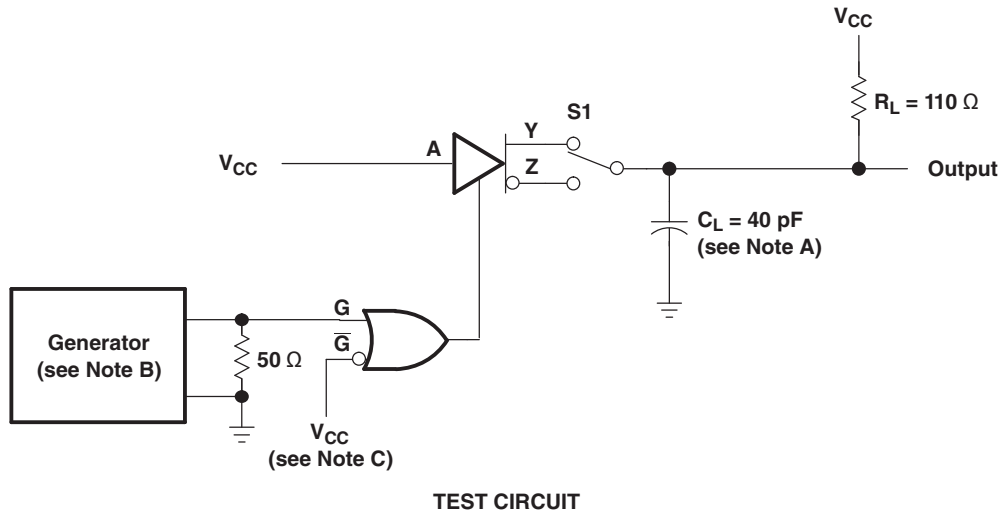 VCC
RL = 110 Ω
S1
Y
A
Z
VCC
Output
CL = 40 pF
(see Note A)
G
G̅
Generator
(see Note B)
50 Ω
VCC
(see Note C)
TEST CIRCUIT